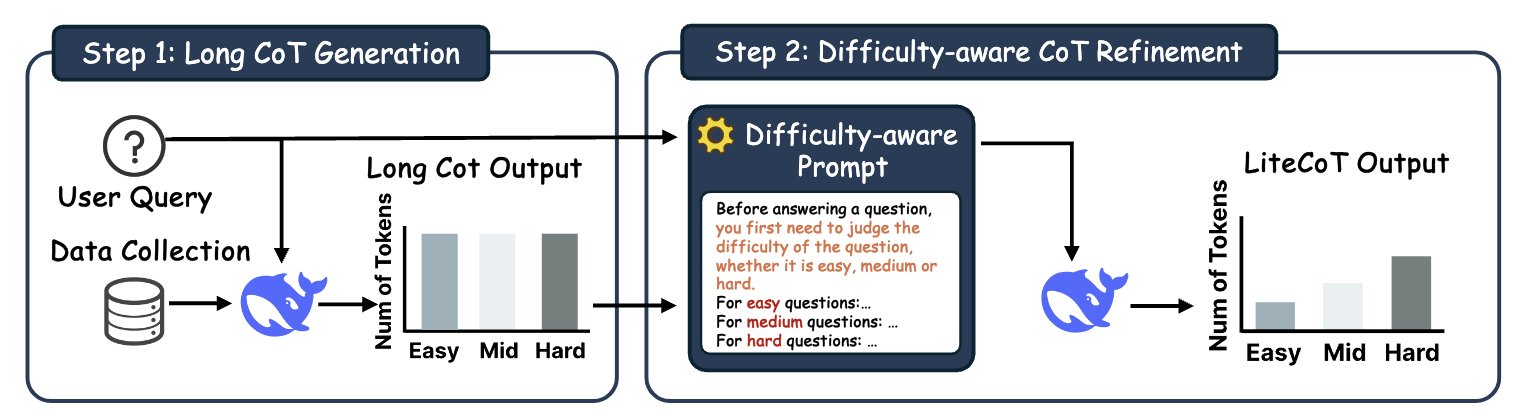 Step 1: Long CoT Generation
?
User Query
Data Collection
Long Cot Output
Num of Tokens
Easy Mid Hard
Step 2: Difficulty-aware CoT Refinement
Difficulty-aware
Prompt
Before answering a question,
you first need to judge the
difficulty of the question,
whether it is easy, medium or
hard.
For easy questions:...
For medium questions: ...
For hard questions: ...
LiteCoT Output
Num of Tokens
Easy Mid Hard